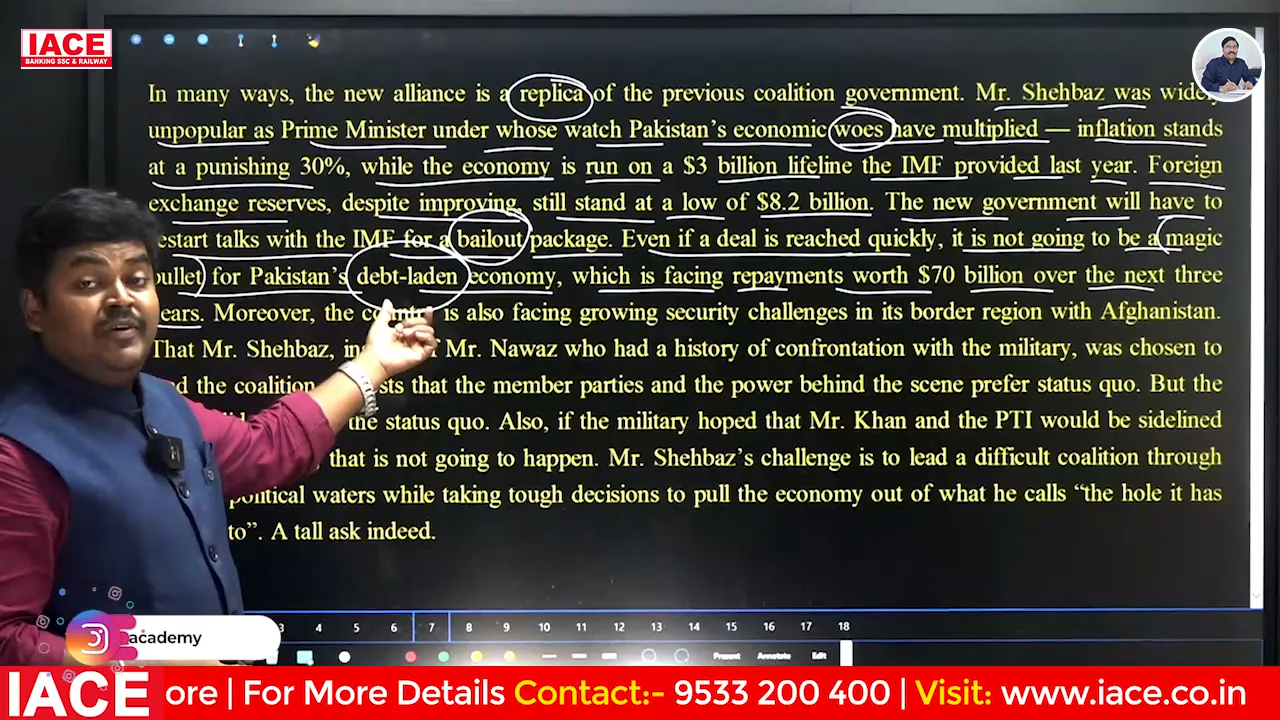 IACE
BANKING SSC & RAILWAY
In many ways, the new alliance is a replica of the previous coalition government. Mr. Shehbaz was widely
unpopular as Prime Minister under whose watch Pakistan's economic woes have multiplied — inflation stands
at a punishing 30%, while the economy is run on a $3 billion lifeline the IMF provided last year. Foreign
exchange reserves, despite improving, still stand at a low of $8.2 billion. The new government will have to
restart talks with the IMF for a bailout package. Even if a deal is reached quickly, it is not going to be a magic
bullet for Pakistan's debt-laden economy, which is facing repayments worth $70 billion over the next three
years. Moreover, the country is also facing growing security challenges in its border region with Afghanistan.
That Mr. Shehbaz, Mr. Nawaz who had a history of confrontation with the military, was chosen to
the coalition that the member parties and the power behind the scene prefer status quo. But the
the status quo. Also, if the military hoped that Mr. Khan and the PTI would be sidelined
that is not going to happen. Mr. Shehbaz's challenge is to lead a difficult coalition through
political waters while taking tough decisions to pull the economy out of what he calls “the hole it has
to”. A tall ask indeed.
3 4 5 6 7 8 9 10 11 12 13 14 15 16 17 18
Present Annotate Edit
academy
IACE ore | For More Details Contact:- 9533 200 400 | Visit: www.iace.co.in